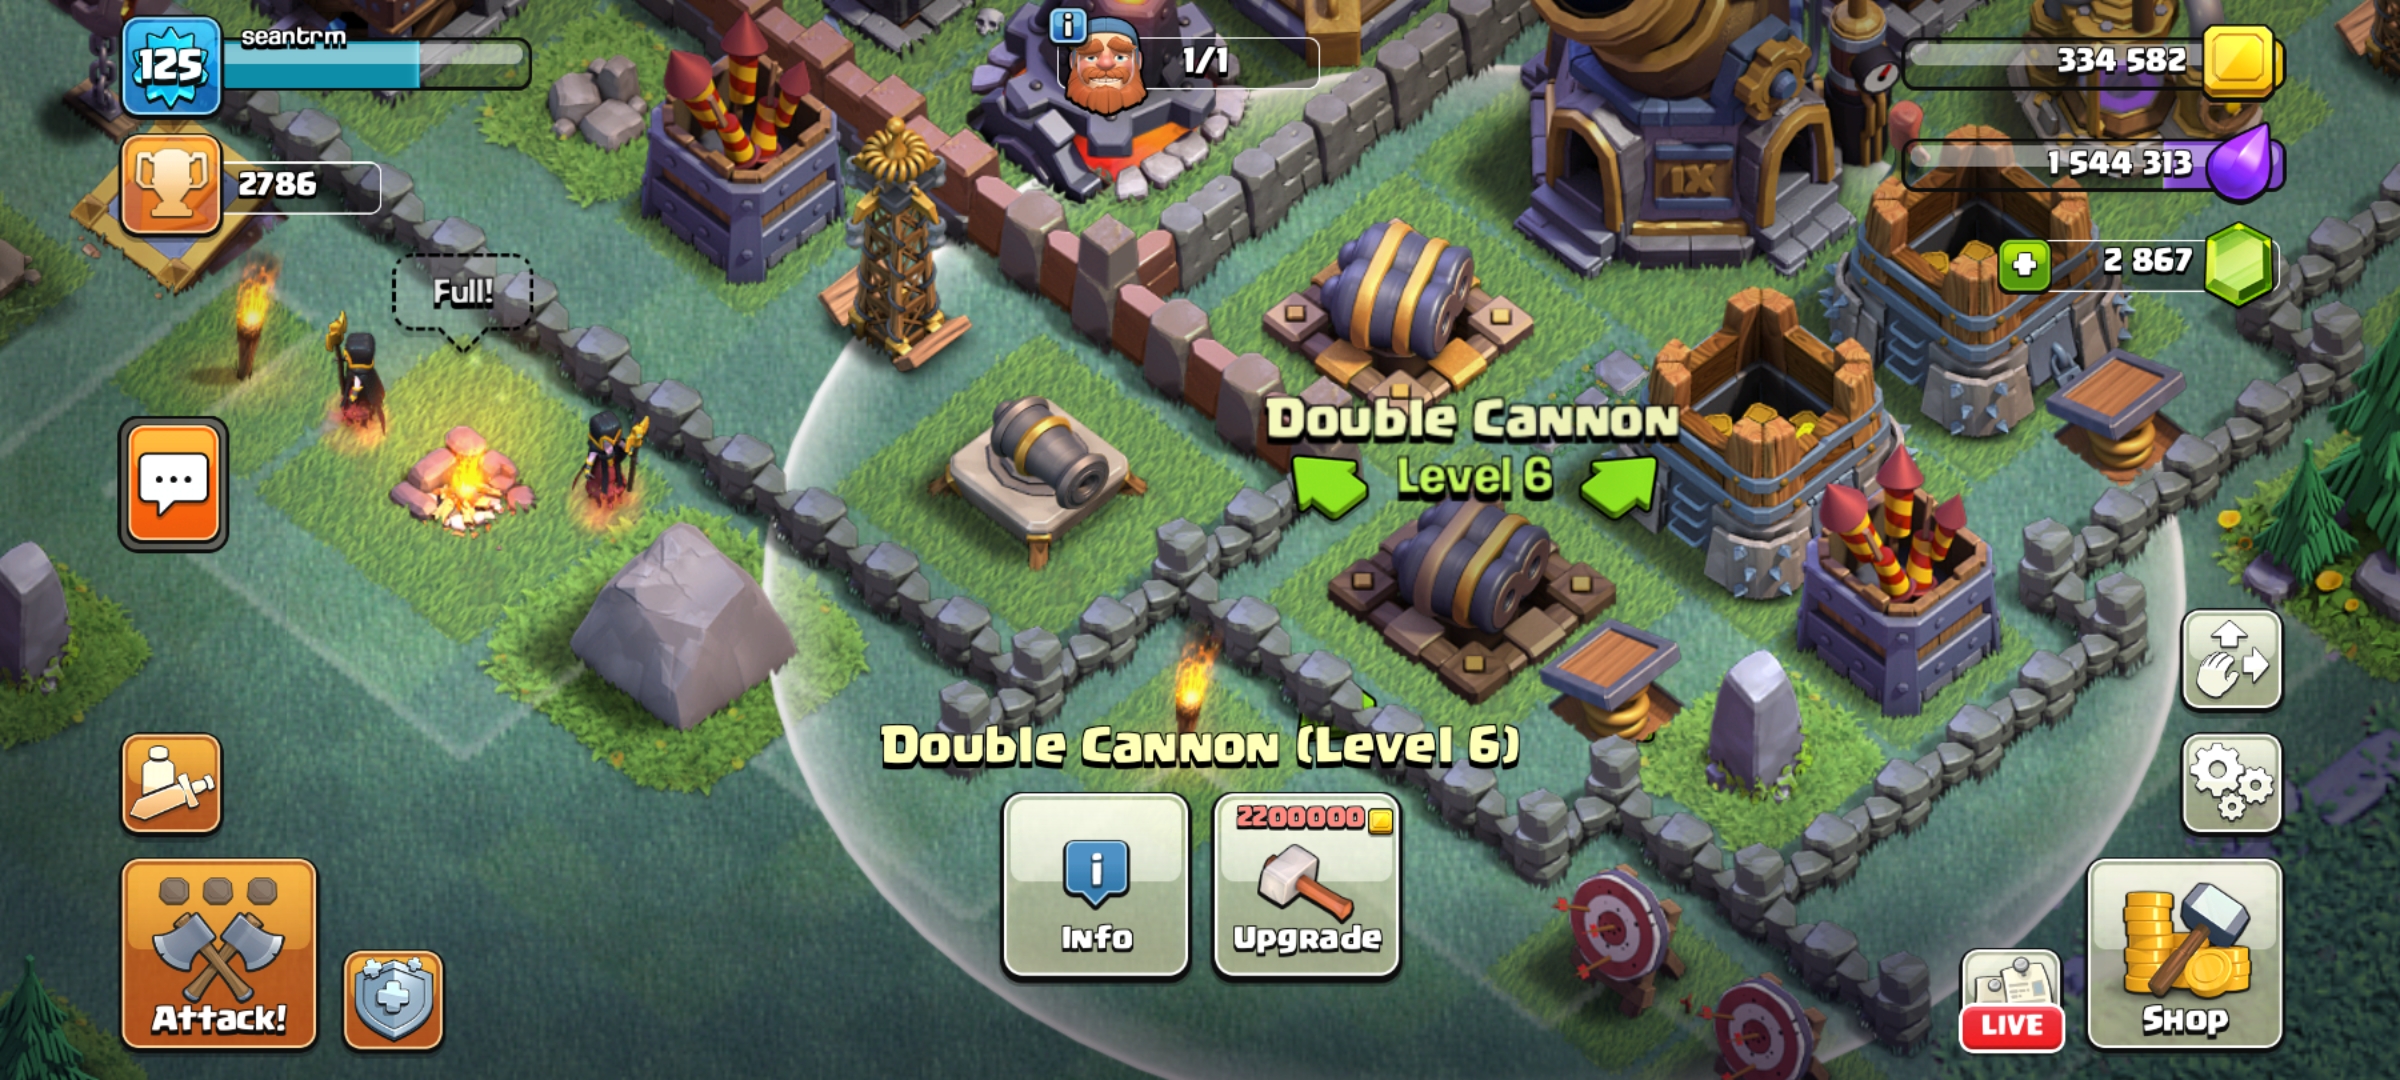 125
seantrm
1/1
334 582
2786
1 544 313
IX
2 867
Full!
Double Cannon
Level 6
Double Cannon (Level 6)
2200000
Info
Upgrade
Attack!
LIVE
Shop